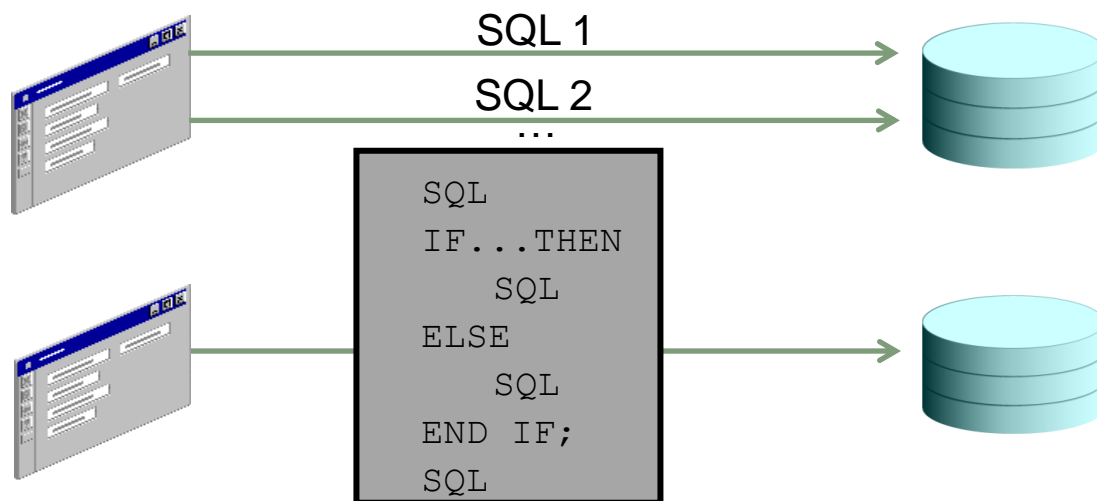 SQL 1
SQL 2
...
SQL
IF...THEN
SQL
ELSE
SQL
END IF;
SQL